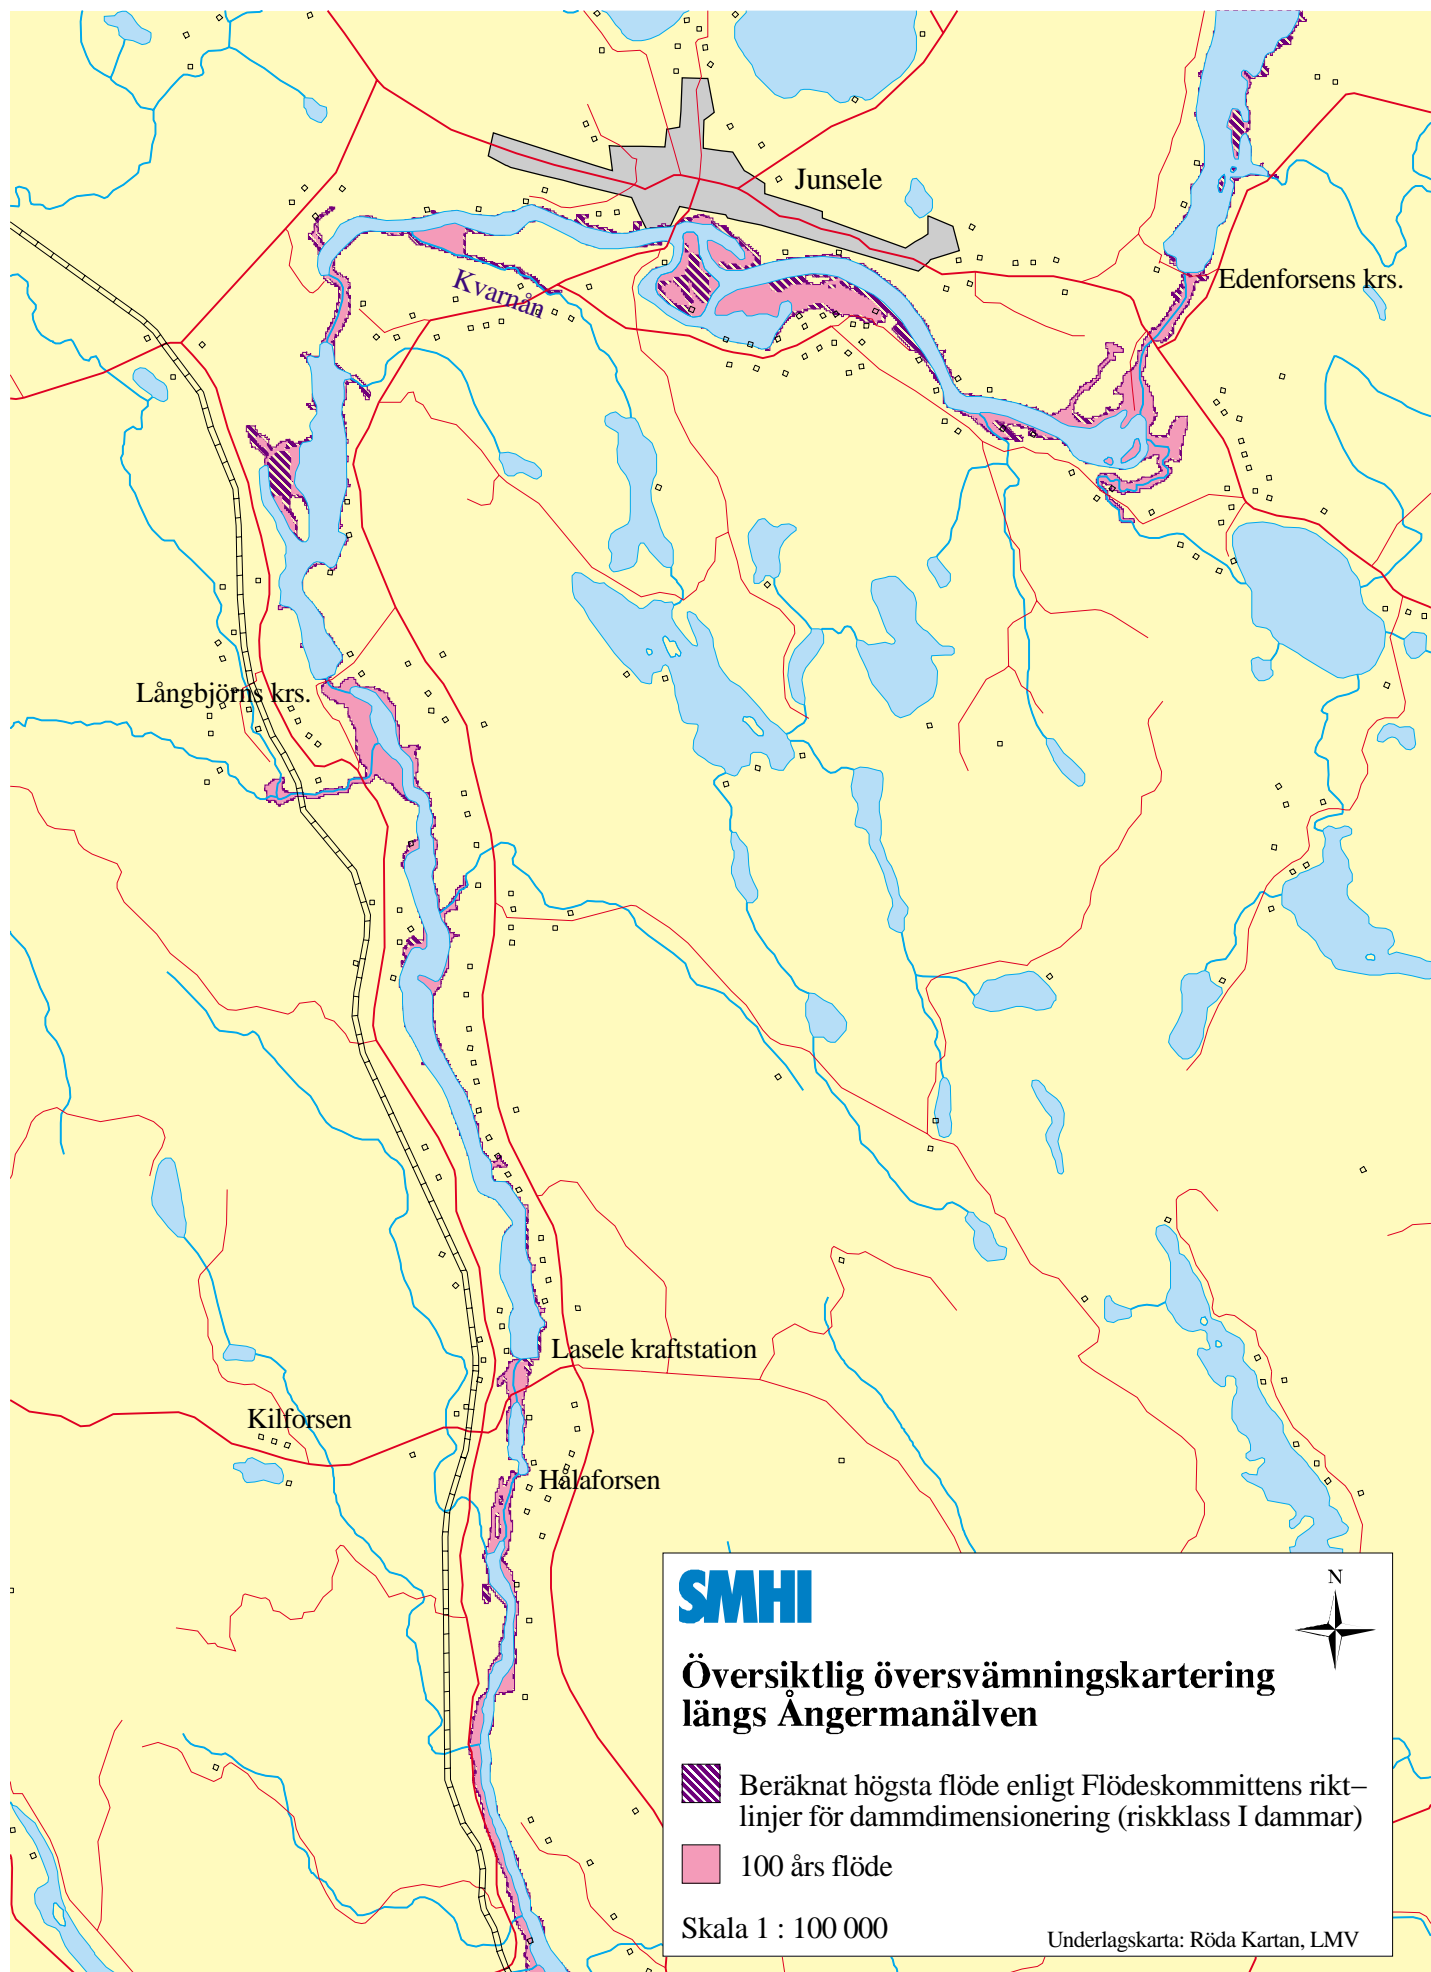 Junsele
Edenforsens krs.
Kvarnån
Långbjörns krs.
Lasele kraftstation
Kilforsen
Hålaforsen
SMHI
N
Översiktlig översvämningskartering
längs Ångermanälven
Beräknat högsta flöde enligt Flödeskommittens rikt–
linjer för dammdimensionering (riskklass I dammar)
100 års flöde
Skala 1 : 100 000
Underlagskarta: Röda Kartan, LMV